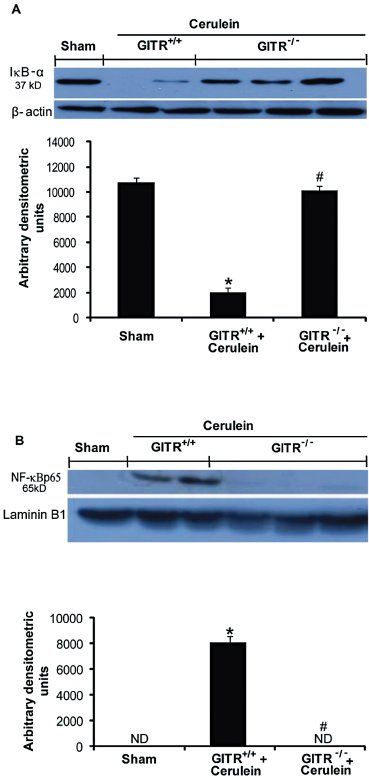 A
Cerulein
Sham GITR+/+ GITR-/-
IκB-α
37 kD
β-actin
Arbitrary densitometric
units
14000
12000
10000
8000
6000
4000
2000
0
*
#
Sham GITR+/+ + GITR-/-+
Cerulein Cerulein
B
Cerulein
Sham GITR+/+ GITR-/-
NF-κBp65
65kD
Laminin B1
Arbitrary densitometric
units
10000
8000
6000
4000
2000
0
ND
*
#
ND
Sham GITR+/+ + GITR-/-+
Cerulein Cerulein